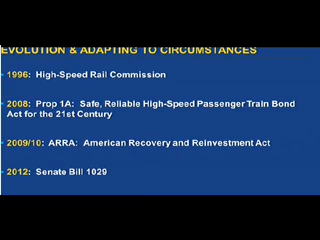 EVOLUTION & ADAPTING TO CIRCUMSTANCES
1996: High-Speed Rail Commission
2008: Prop 1A: Safe, Reliable High-Speed Passenger Train Bond
Act for the 21st Century
2009/10: ARRA: American Recovery and Reinvestment Act
2012: Senate Bill 1029